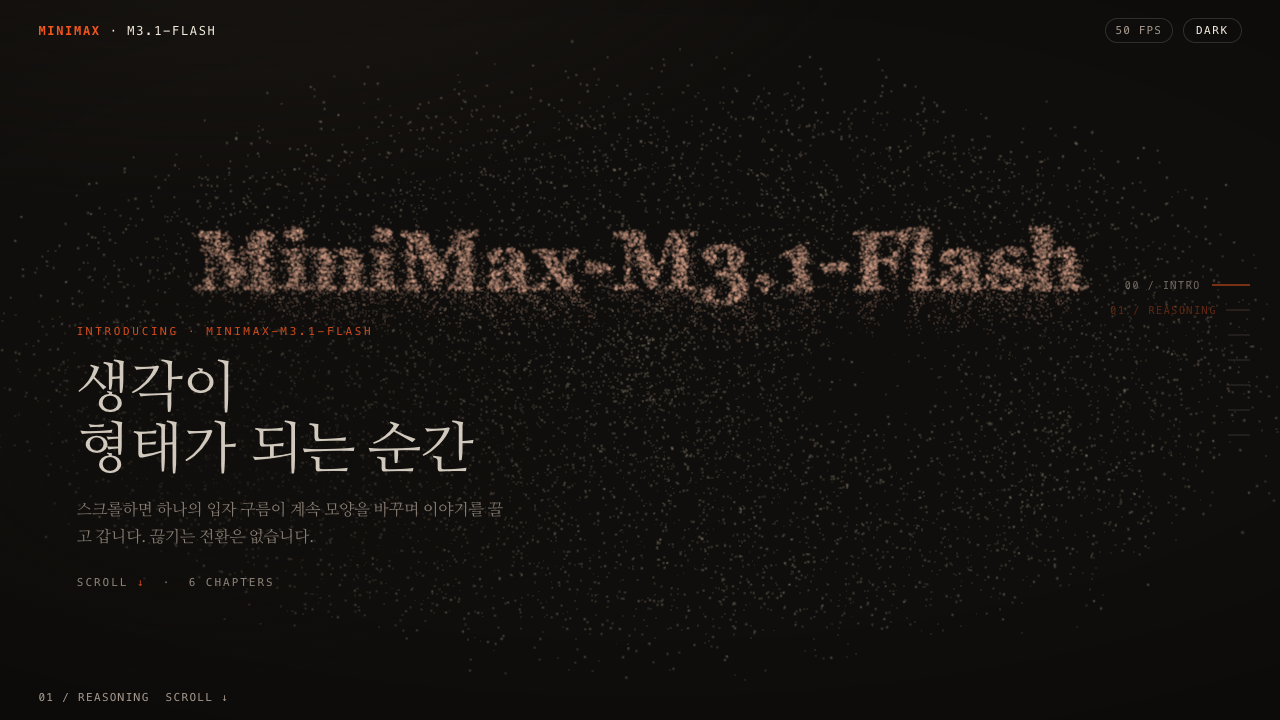 MINIMAX · M3.1-FLASH
50 FPS
DARK
MiniMax-M3.1-Flash
00 / INTRO
01 / REASONING
INTRODUCING · MINIMAX-M3.1-FLASH
생각이
형태가 되는 순간
스크롤하면 하나의 입자 구름이 계속 모양을 바꾸며 이야기를 끌
고 갑니다. 끊기는 전환은 없습니다.
SCROLL ↓ · 6 CHAPTERS
01 / REASONING SCROLL ↓